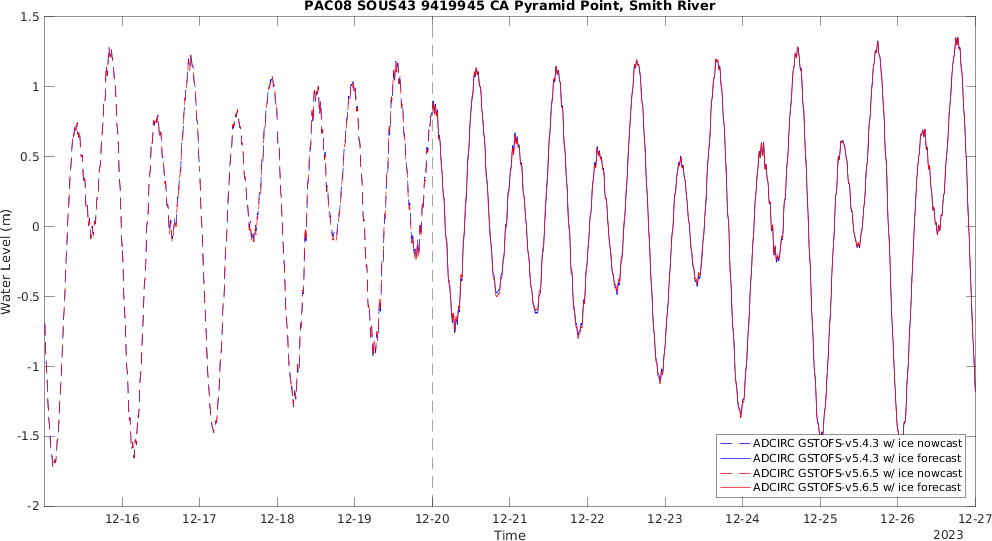 PAC08 SOUS43 9419945 CA Pyramid Point, Smith River
1.5
1
0.5
0
-0.5
-1
-1.5
-2
Water Level (m)
12-16 12-17 12-18 12-19 12-20 12-21 12-22 12-23 12-24 12-25 12-26 12-27
Time
2023
ADCIRC GSTOFS-v5.4.3 w/ ice nowcast
ADCIRC GSTOFS-v5.4.3 w/ ice forecast
ADCIRC GSTOFS-v5.6.5 w/ ice nowcast
ADCIRC GSTOFS-v5.6.5 w/ ice forecast